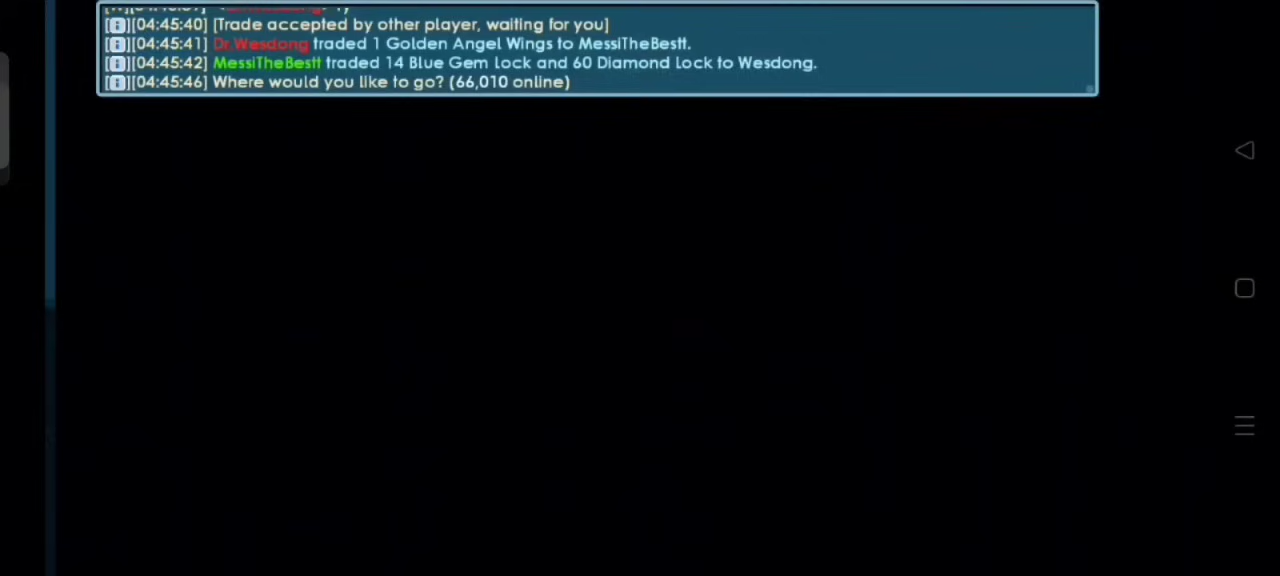 [i][04:45:40] [Trade accepted by other player, waiting for you]
[i][04:45:41] Dr.Wesdong traded 1 Golden Angel Wings to MessiTheBestt.
[i][04:45:42] MessiTheBestt traded 14 Blue Gem Lock and 60 Diamond Lock to Wesdong.
[i][04:45:46] Where would you like to go? (66,010 online)